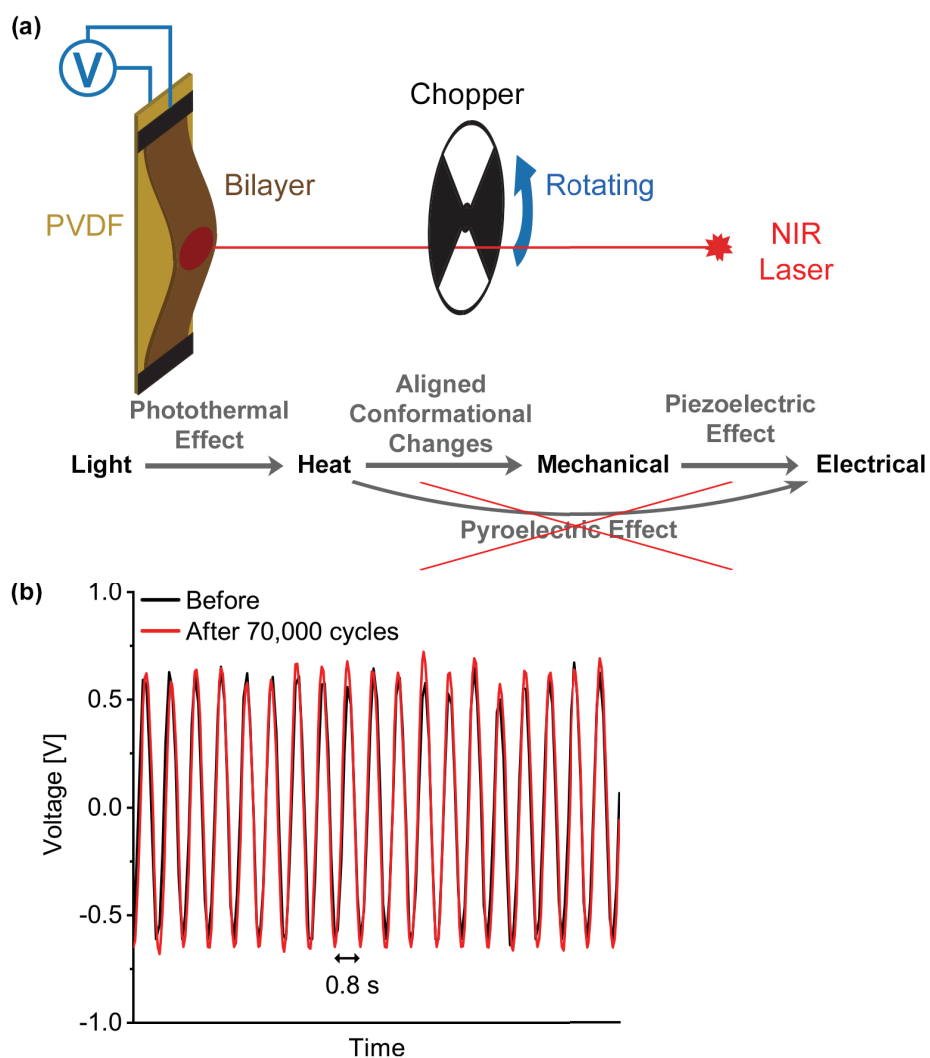 (a)
V
Chopper
Bilayer
Rotating
PVDF
NIR
Laser
Photothermal
Effect
Aligned
Conformational
Changes
Piezoelectric
Effect
Light
Heat
Mechanical
Electrical
Pyroelectric Effect
(b)
1.0
Before
After 70,000 cycles
0.5
0.0
-0.5
-1.0
Voltage [V]
0.8 s
Time